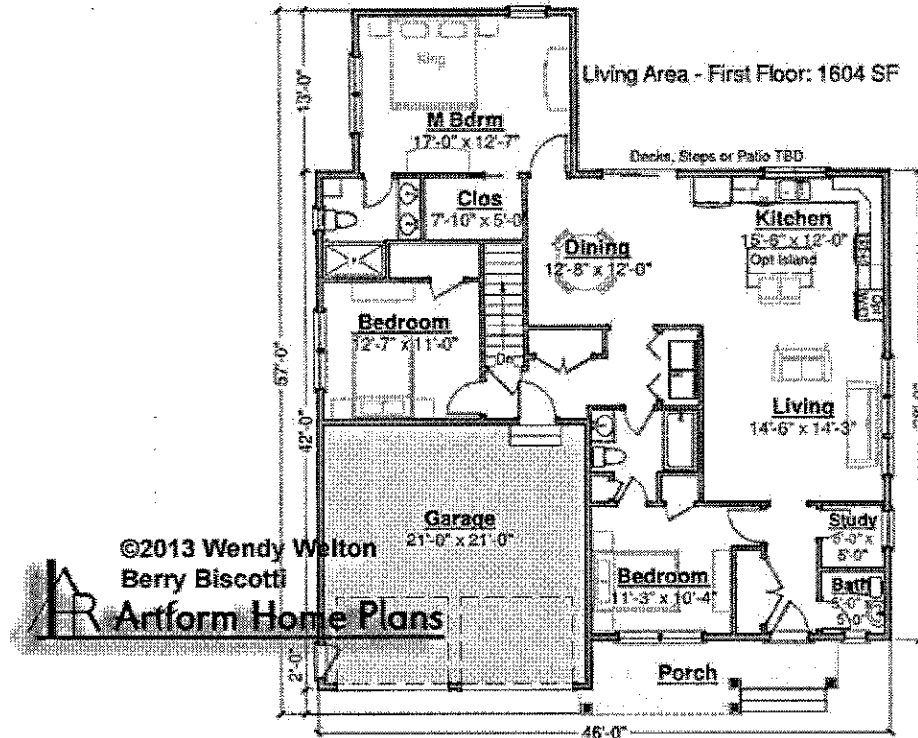 King
Living Area - First Floor: 1604 SF
13'-0"
M Bdrm
17'-0" x 12'-7"
Decks, Steps or Patio TBD
Clos
7'-10" x 5'-0
Kitchen
15'-6" x 12'-0"
Opt Island
Dining
12'-8" x 12'-0"
Bedroom
2'-7" x 11'-0"
Dn
57'-0"
42'-0"
Living
14'-6" x 14'-3"
Garage
21'-0" x 21'-0"
Study
5'-0"
Bedroom
11'-3" x 10'-4"
Bath
5'-0" x
5'-0"
©2013 Wendy Welton
Berry Biscotti
Artform Home Plans
2'-0"
Porch
46'-0"